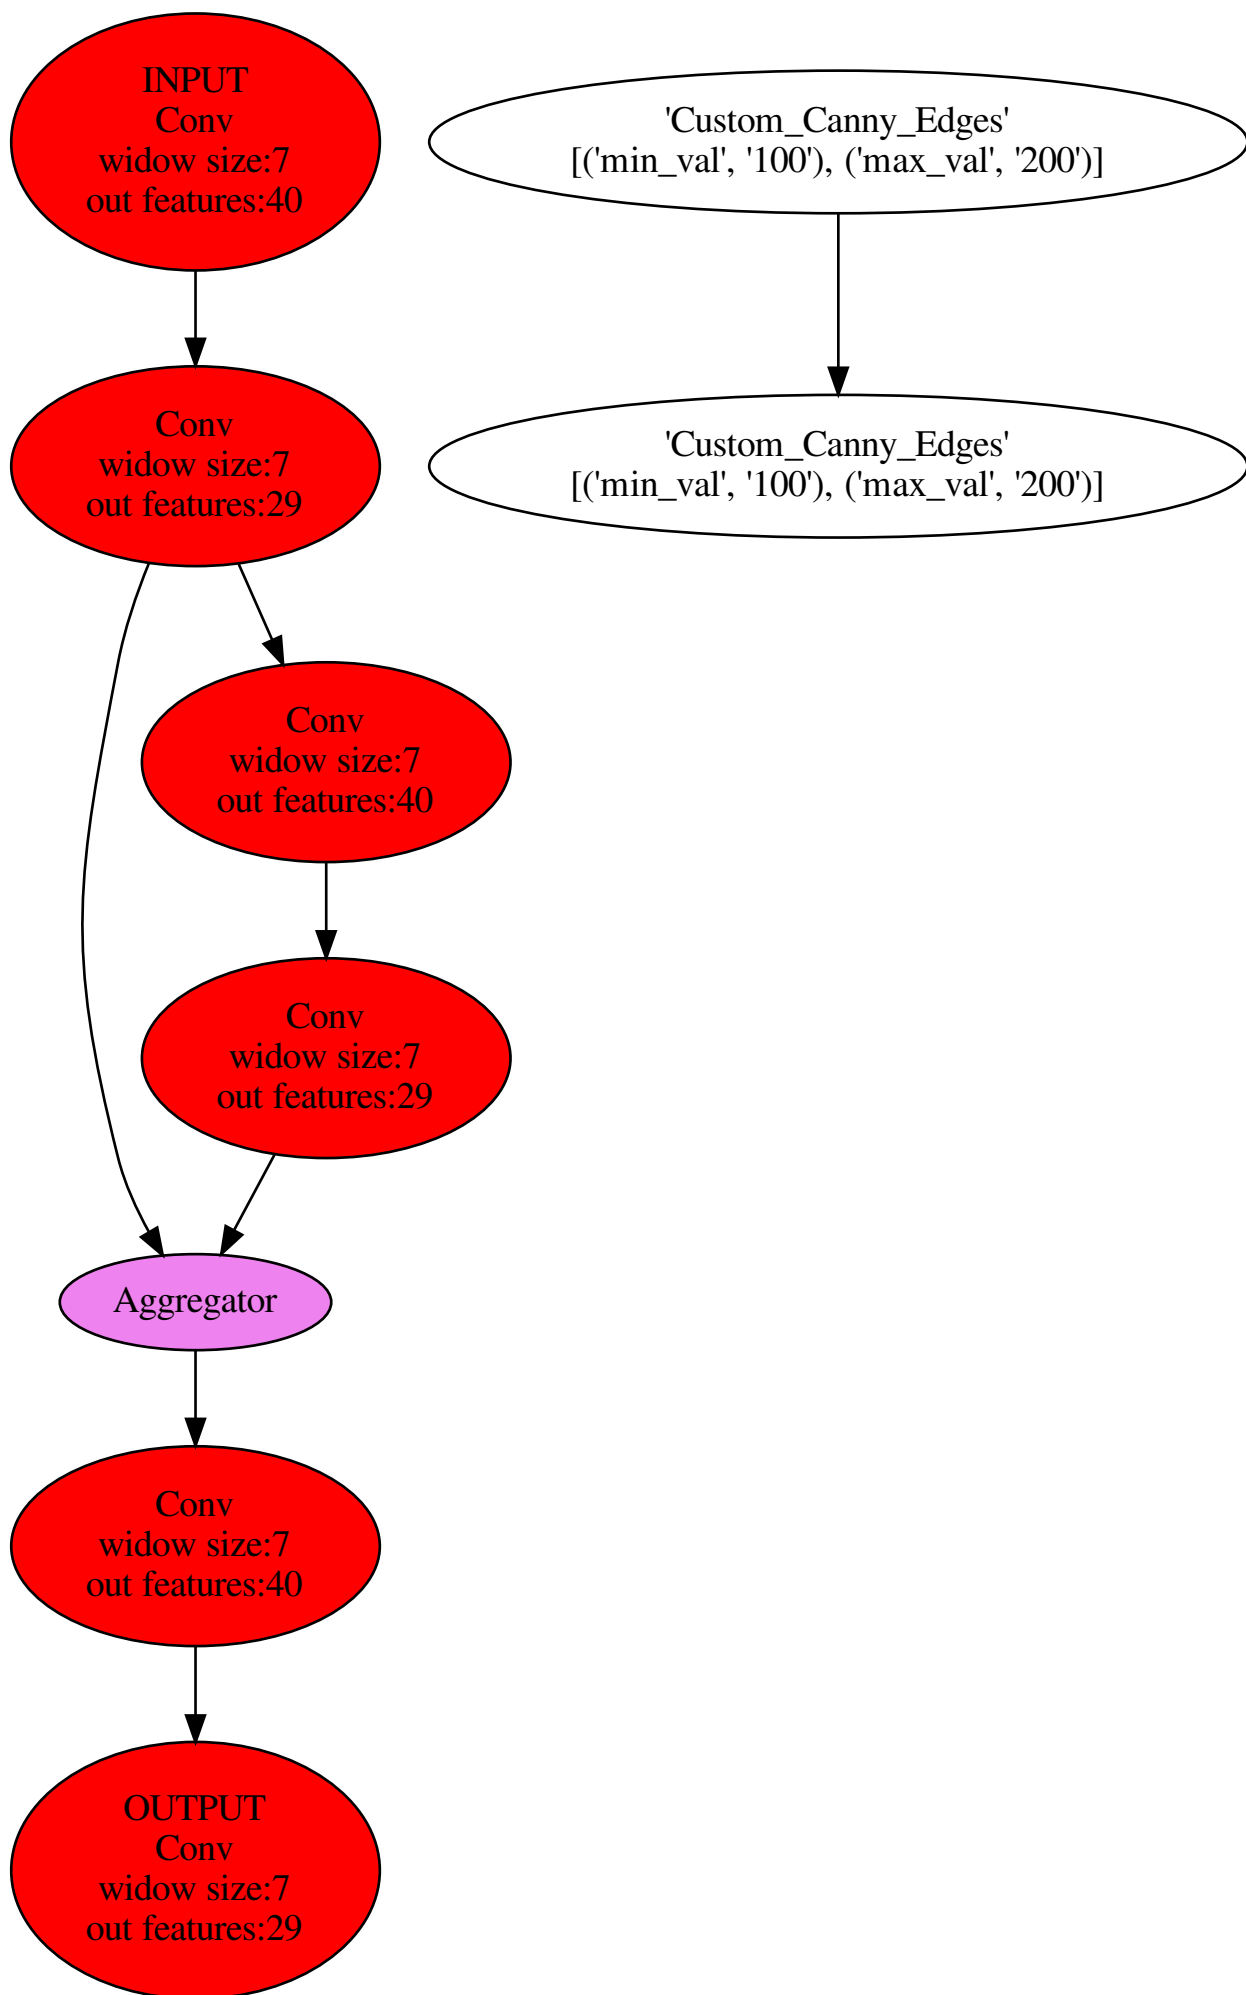 INPUT
Conv
widow size:7
out features:40
'Custom_Canny_Edges'
[('min_val', '100'), ('max_val', '200')]
Conv
widow size:7
out features:29
'Custom_Canny_Edges'
[('min_val', '100'), ('max_val', '200')]
Conv
widow size:7
out features:40
Conv
widow size:7
out features:29
Aggregator
Conv
widow size:7
out features:40
OUTPUT
Conv
widow size:7
out features:29